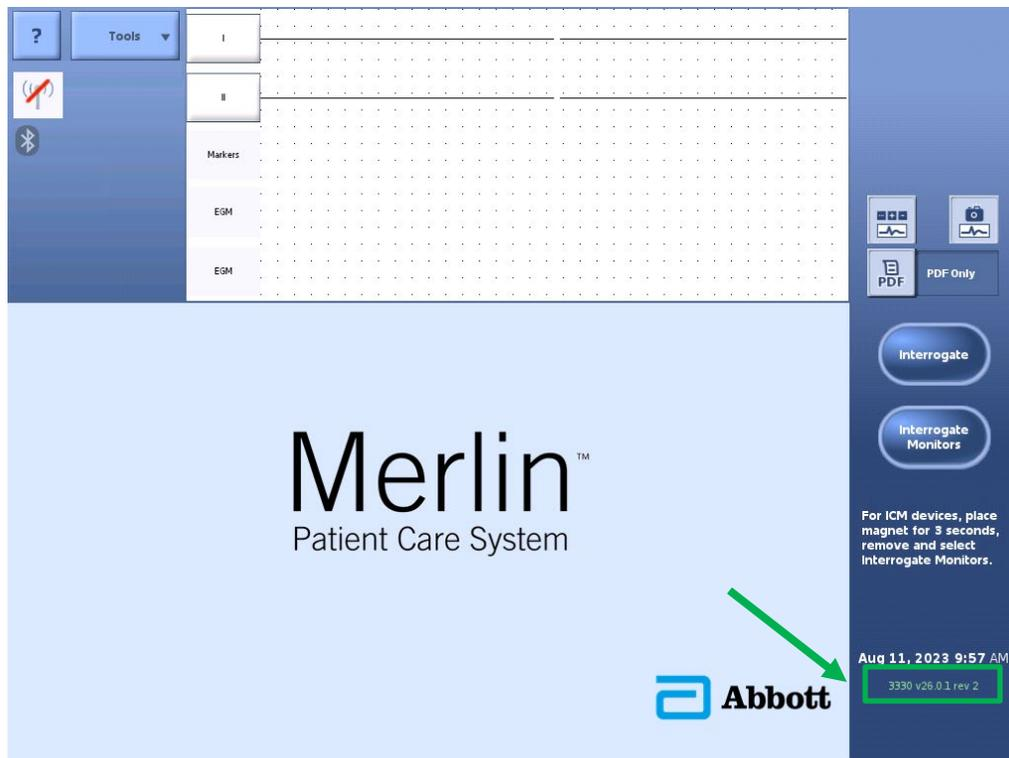 ?
Tools
I
II
Markers
EGM
EGM
PDF
PDF Only
Interrogate
Interrogate
Monitors
For ICM devices, place
magnet for 3 seconds,
remove and select
Interrogate Monitors.
Merlin™
Patient Care System
Aug 11, 2023 9:57 AM
3330 v26.0.1 rev 2
Abbott